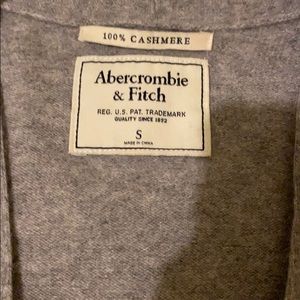 100% CASHMERE
Abercrombie
& Fitch
REG. U.S. PAT. TRADEMARK
QUALITY SINCE 1892
S
MADE IN CHINA